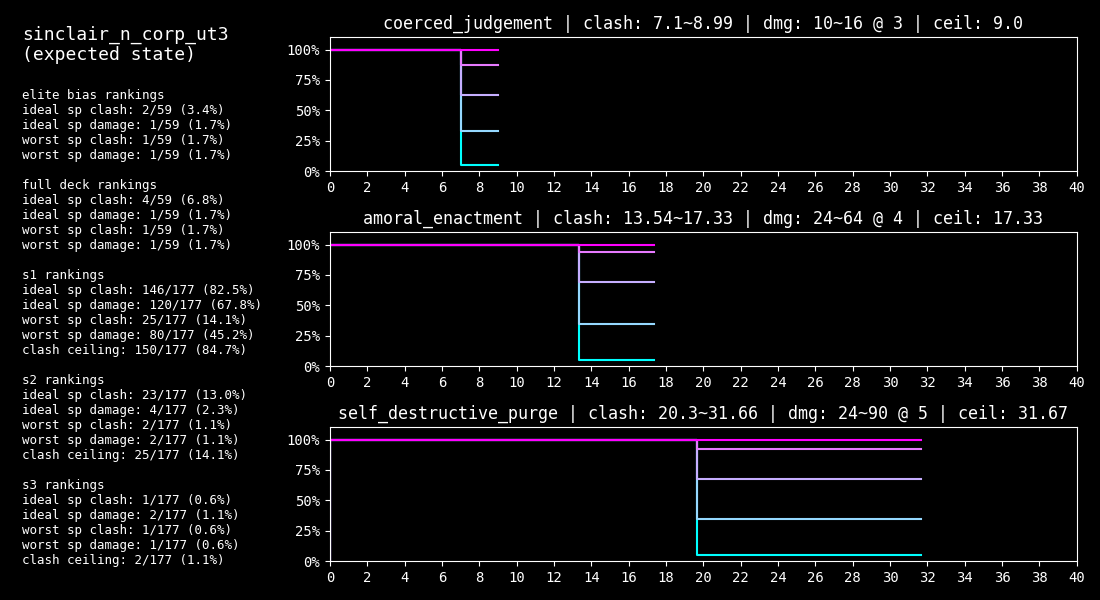 sinclair_n_corp_ut3
(expected state)
elite bias rankings
ideal sp clash: 2/59 (3.4%)
ideal sp damage: 1/59 (1.7%)
worst sp clash: 1/59 (1.7%)
worst sp damage: 1/59 (1.7%)
full deck rankings
ideal sp clash: 4/59 (6.8%)
ideal sp damage: 1/59 (1.7%)
worst sp clash: 1/59 (1.7%)
worst sp damage: 1/59 (1.7%)
s1 rankings
ideal sp clash: 146/177 (82.5%)
ideal sp damage: 120/177 (67.8%)
worst sp clash: 25/177 (14.1%)
worst sp damage: 80/177 (45.2%)
clash ceiling: 150/177 (84.7%)
s2 rankings
ideal sp clash: 23/177 (13.0%)
ideal sp damage: 4/177 (2.3%)
worst sp clash: 2/177 (1.1%)
worst sp damage: 2/177 (1.1%)
clash ceiling: 25/177 (14.1%)
s3 rankings
ideal sp clash: 1/177 (0.6%)
ideal sp damage: 2/177 (1.1%)
worst sp clash: 1/177 (0.6%)
worst sp damage: 1/177 (0.6%)
clash ceiling: 2/177 (1.1%)
coerced_judgement | clash: 7.1~8.99 | dmg: 10~16 @ 3 | ceil: 9.0
100%
75%
50%
25%
0%
0 2 4 6 8 10 12 14 16 18 20 22 24 26 28 30 32 34 36 38 40
amoral_enactment | clash: 13.54~17.33 | dmg: 24~64 @ 4 | ceil: 17.33
100%
75%
50%
25%
0%
0 2 4 6 8 10 12 14 16 18 20 22 24 26 28 30 32 34 36 38 40
self_destructive_purge | clash: 20.3~31.66 | dmg: 24~90 @ 5 | ceil: 31.67
100%
75%
50%
25%
0%
0 2 4 6 8 10 12 14 16 18 20 22 24 26 28 30 32 34 36 38 40